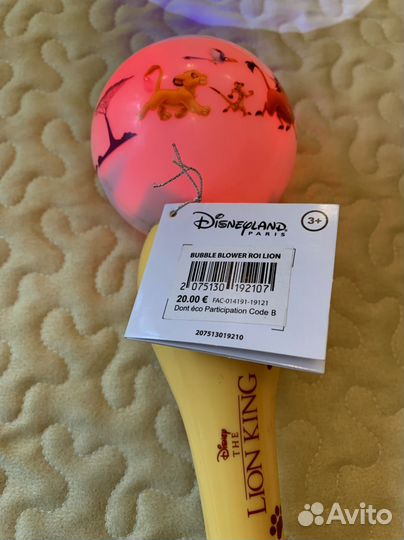 Disneyland
PARIS
3+
BUBBLE BLOWER ROI LION
2 075130 192107
20.00 € FAC-014191-19121
Dont éco Participation Code B
207513019210
Disney
THE
LION KING
Avito